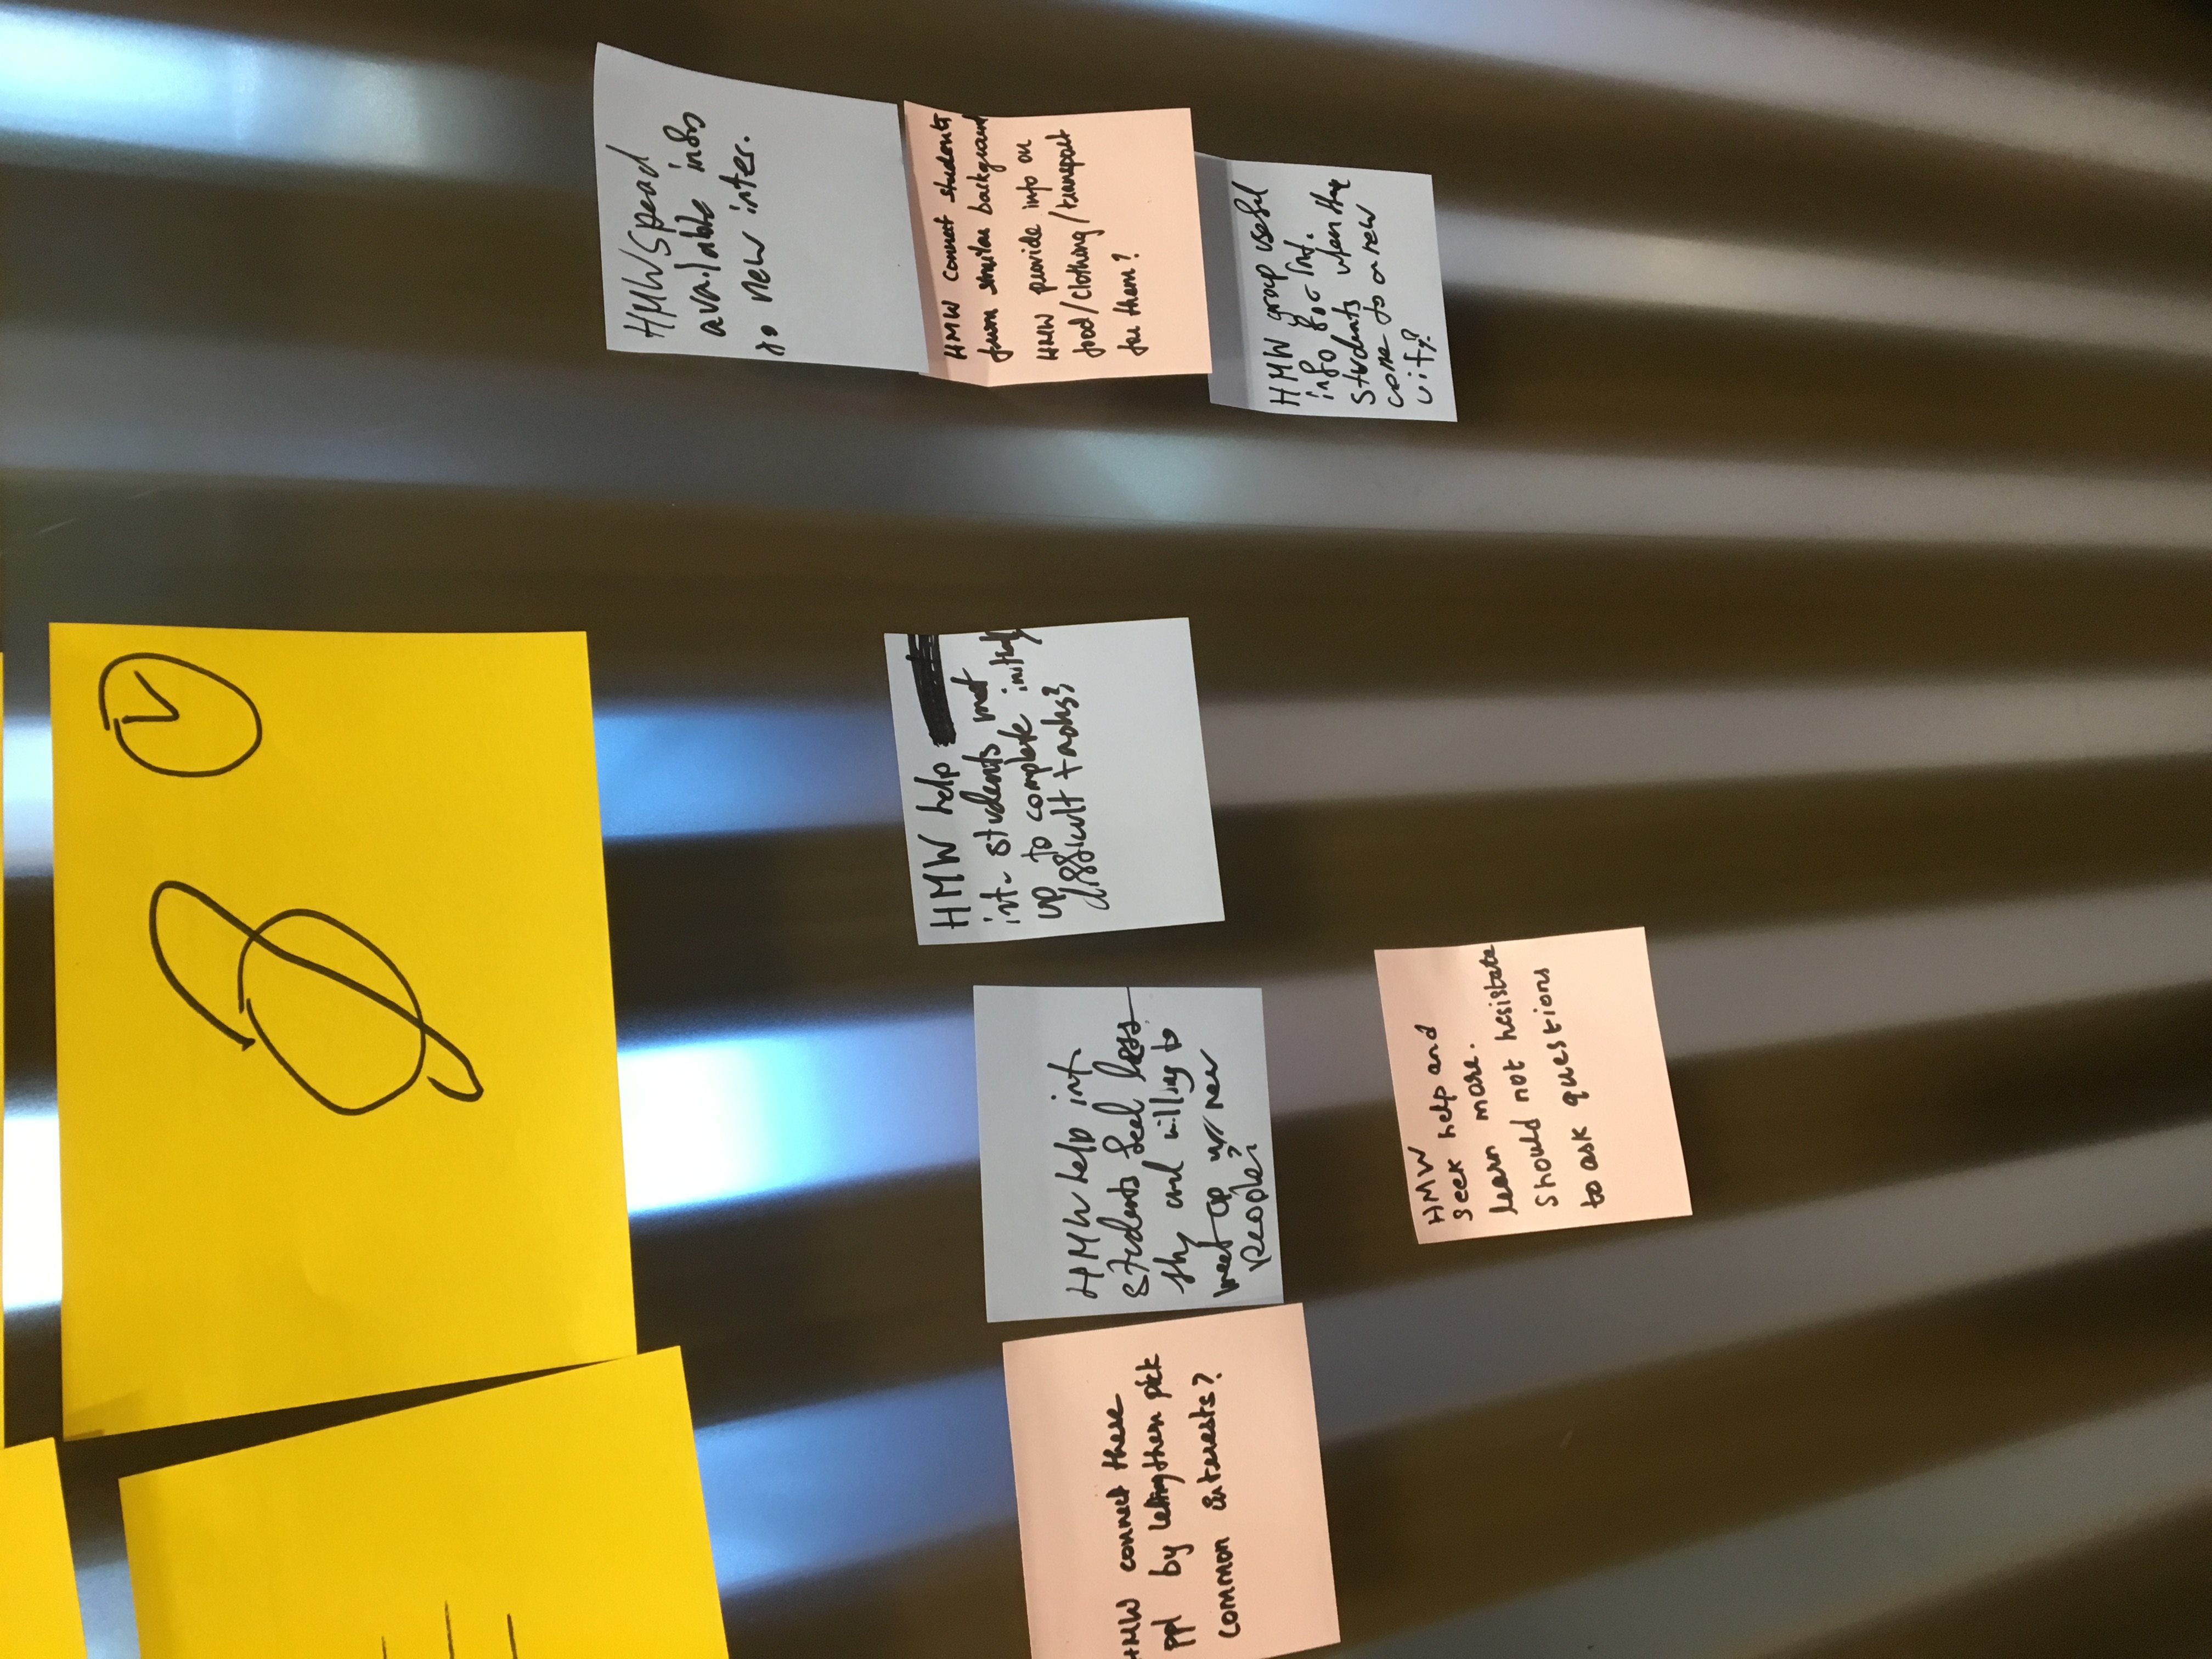 HMW Spead
available info
to new inter.
HMW connect students
from similar background
HMW provide info on
food/clothing/transport
for them?
HMW group useful
info for Int.
students when they
come to a new
HMW help
int. students meet
up to complete initial
difficult tasks?
HMW help int.
students feel less
shy and willing to
meet up w/ new
people?
HMW connect these
ppl by letting them pick
common interests?
HMW
seek help and
learn more.
Should not hesistate
to ask questions